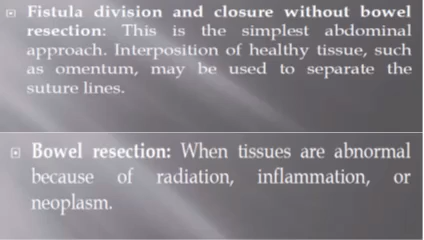 Fistula division and closure without bowel
resection: This is the simplest abdominal
approach. Interposition of healthy tissue, such
as omentum, may be used to separate the
suture lines.
Bowel resection: When tissues are abnormal
because of radiation, inflammation, or
neoplasm.